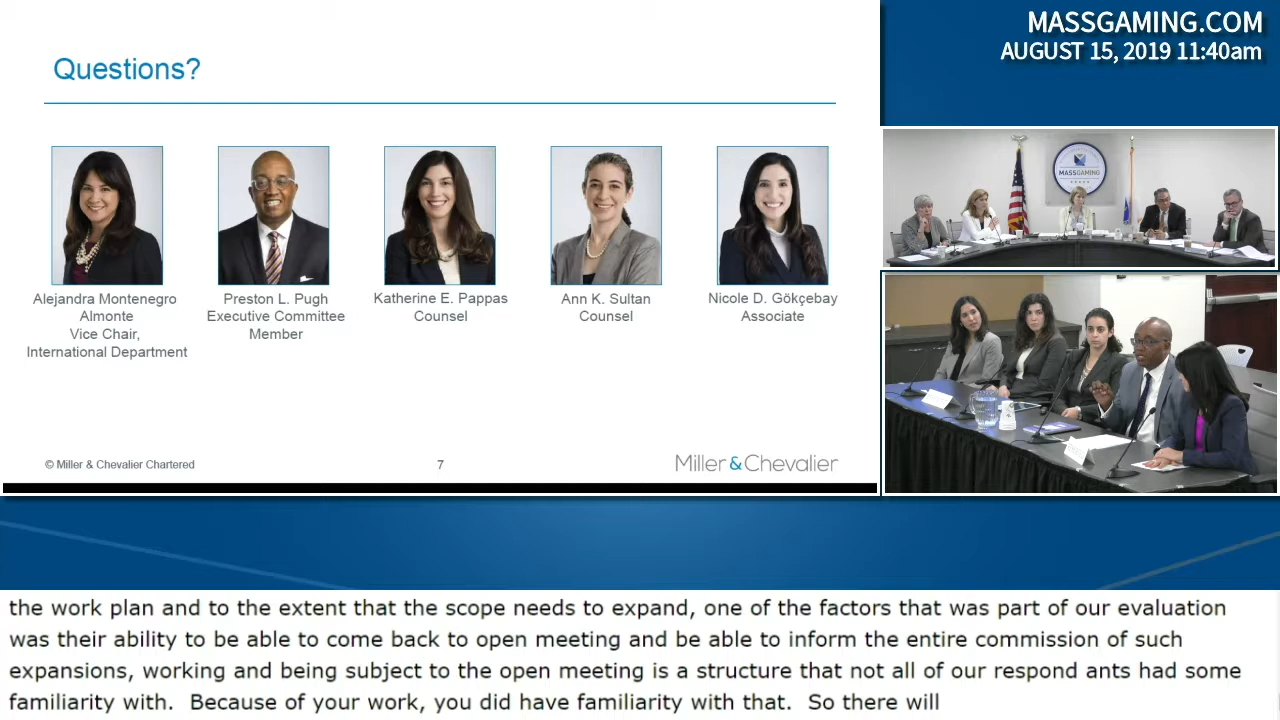 MASSGAMING.COM
AUGUST 15, 2019 11:40am
Questions?
Alejandra Montenegro
Almonte
Vice Chair,
International Department
Preston L. Pugh
Executive Committee
Member
Katherine E. Pappas
Counsel
Ann K. Sultan
Counsel
Nicole D. Gökçebay
Associate
© Miller & Chevalier Chartered
7
Miller&Chevalier
MASSGAMING
the work plan and to the extent that the scope needs to expand, one of the factors that was part of our evaluation
was their ability to be able to come back to open meeting and be able to inform the entire commission of such
expansions, working and being subject to the open meeting is a structure that not all of our respond ants had some
familiarity with.  Because of your work, you did have familiarity with that.  So there will